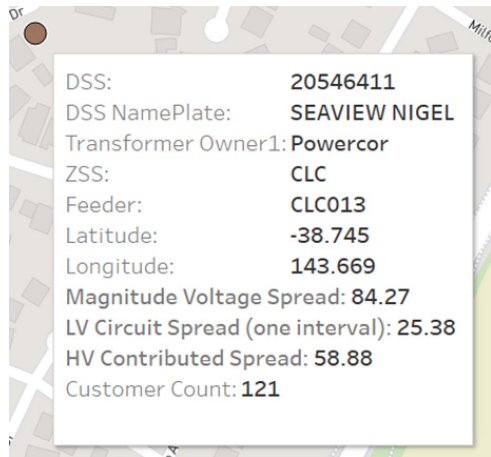 Dr
Milfo
DSS: 20546411
DSS NamePlate: SEAVIEW NIGEL
Transformer Owner1: Powercor
ZSS: CLC
Feeder: CLC013
Latitude: -38.745
Longitude: 143.669
Magnitude Voltage Spread: 84.27
LV Circuit Spread (one interval): 25.38
HV Contributed Spread: 58.88
Customer Count: 121